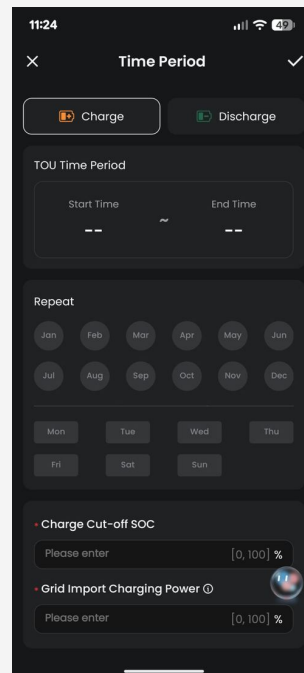 11:24 49
Time Period
Charge Discharge
TOU Time Period
Start Time End Time
-- ~ --
Repeat
Jan Feb Mar Apr May Jun
Jul Aug Sep Oct Nov Dec
Mon Tue Wed Thu
Fri Sat Sun
• Charge Cut-off SOC
Please enter [0, 100] %
• Grid Import Charging Power
Please enter [0, 100] %